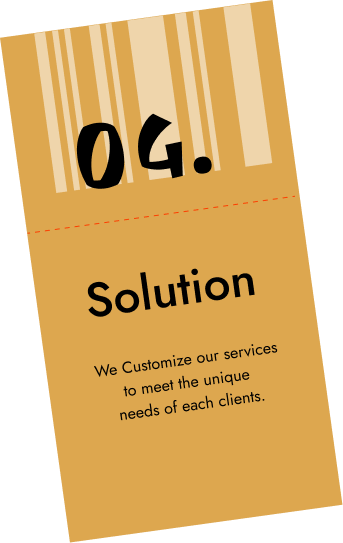 04.
Solution
We Customize our services
to meet the unique
needs of each clients.